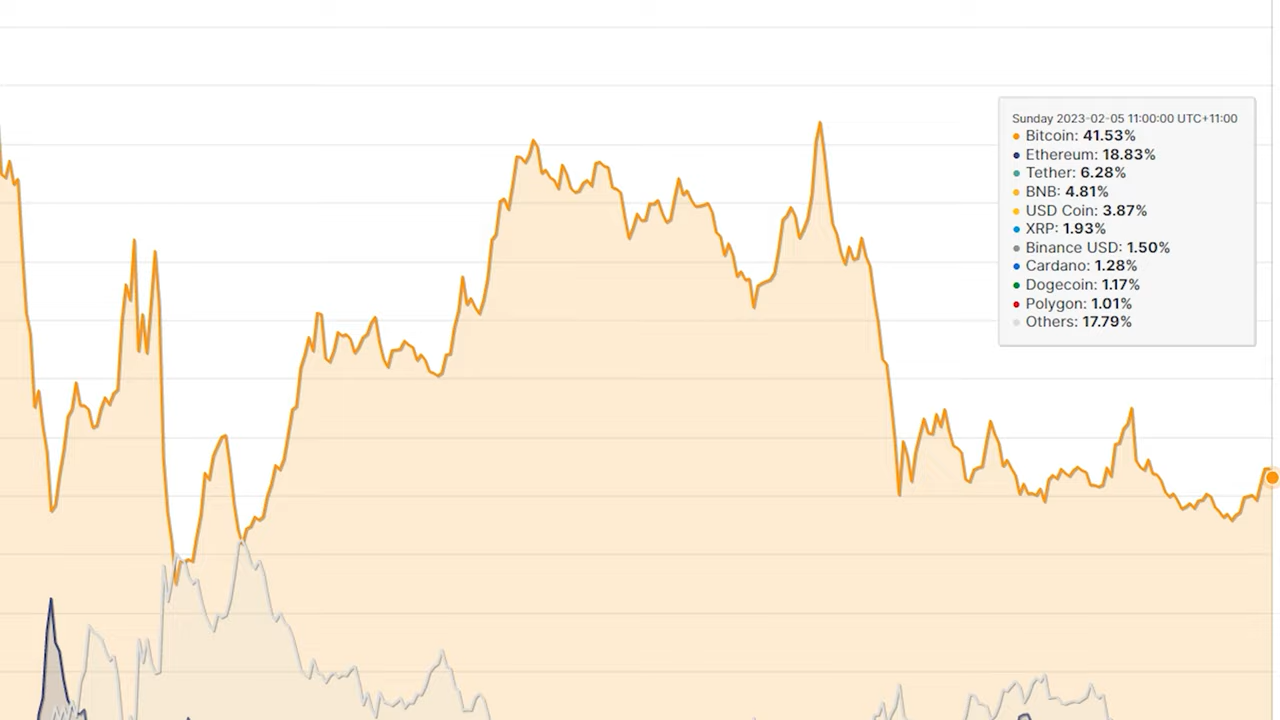 Sunday 2023-02-05 11:00:00 UTC+11:00
Bitcoin: 41.53%
Ethereum: 18.83%
Tether: 6.28%
BNB: 4.81%
USD Coin: 3.87%
XRP: 1.93%
Binance USD: 1.50%
Cardano: 1.28%
Dogecoin: 1.17%
Polygon: 1.01%
Others: 17.79%